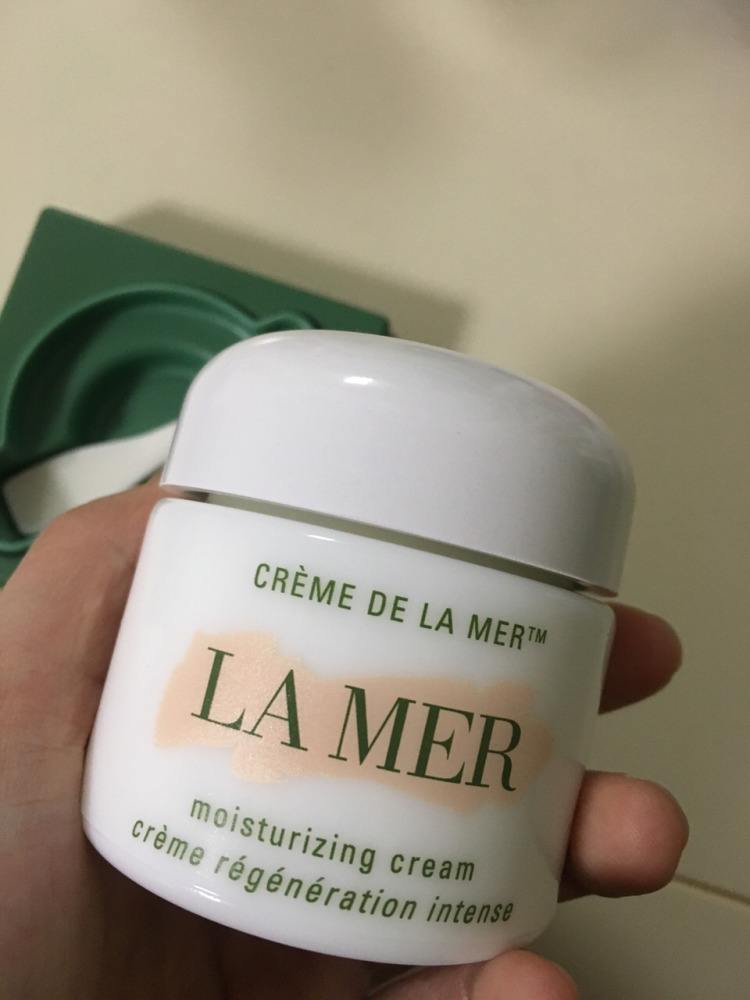 CRÈME DE LA MER™
LA MER
moisturizing cream
crème régénération intense